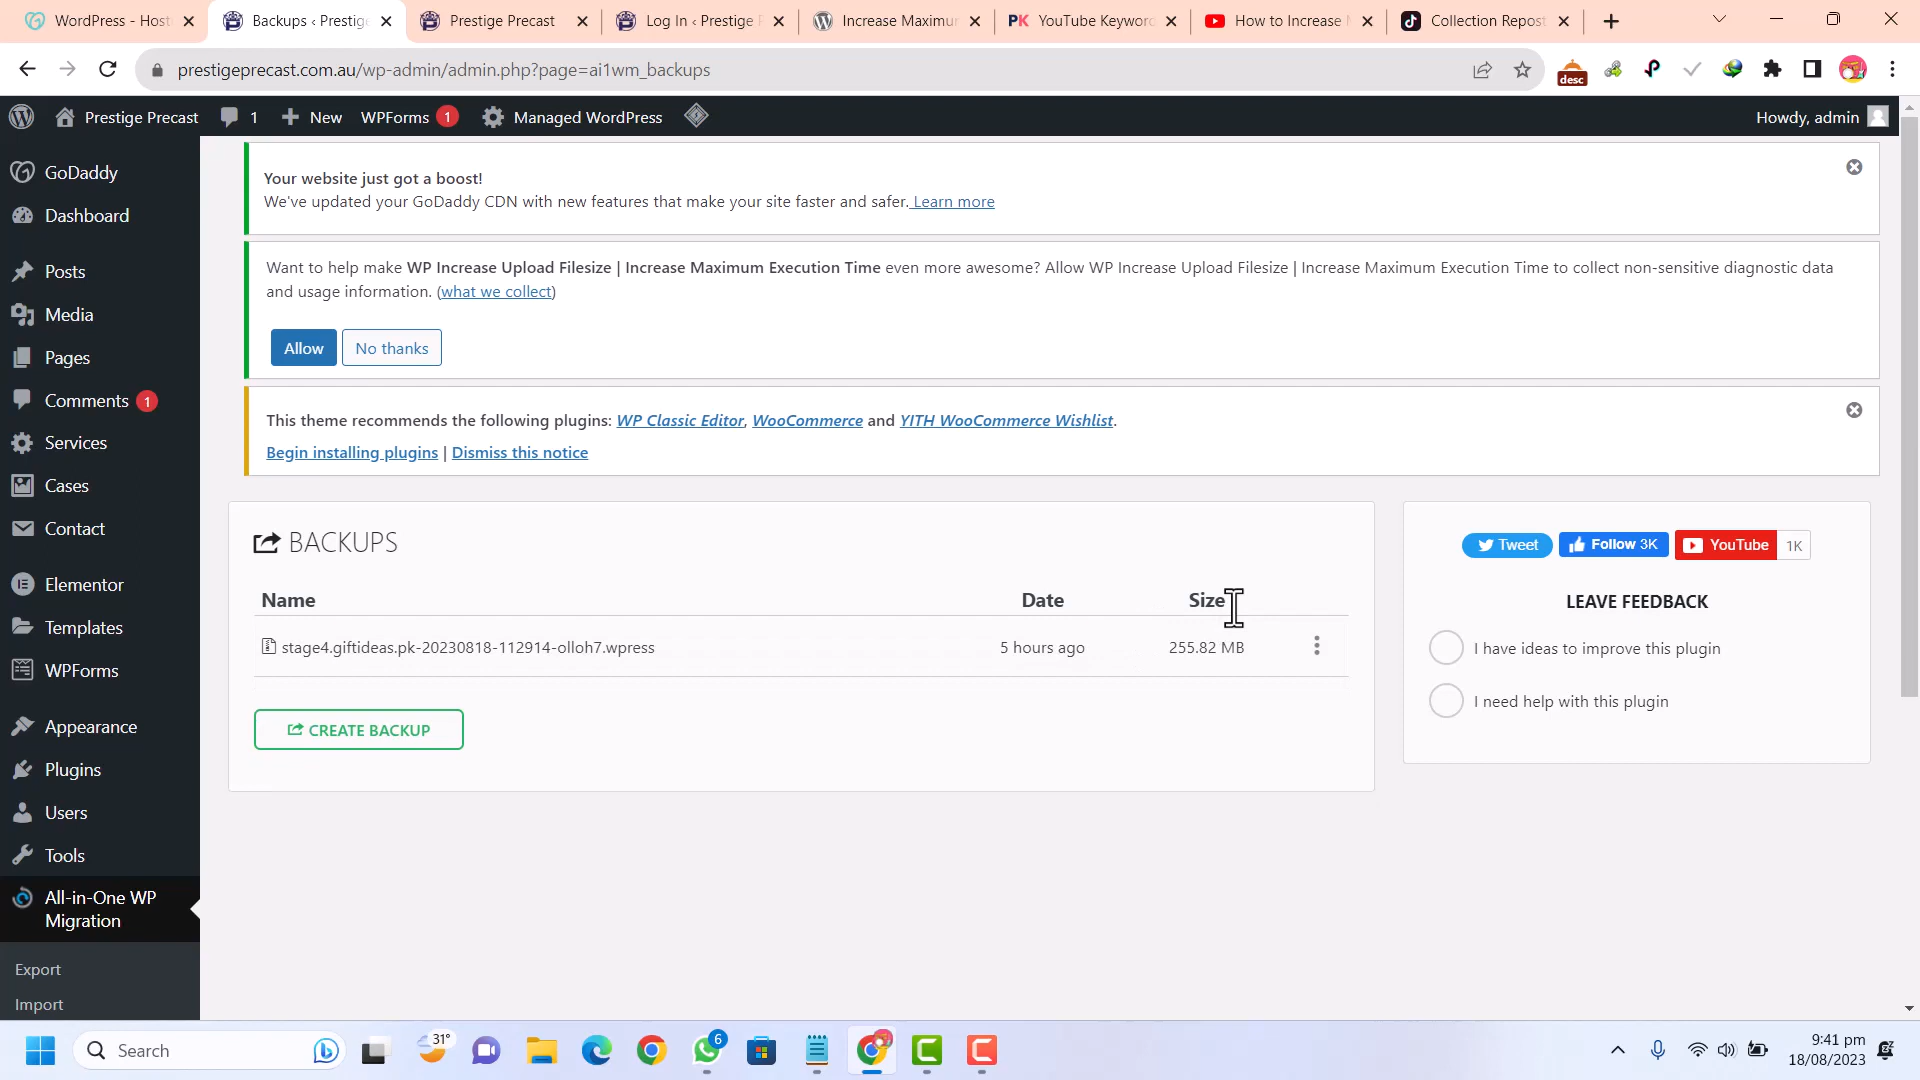 WordPress - Host
Backups ‹ Prestige
Prestige Precast
Log In ‹ Prestige P
Increase Maximum
PK YouTube Keyword
How to Increase M
Collection Repost
prestigeprecast.com.au/wp-admin/admin.php?page=ai1wm_backups
desc
Prestige Precast
1
New
WPForms 1
Managed WordPress
Howdy, admin
GoDaddy
Dashboard
Posts
Media
Pages
Comments 1
Services
Cases
Contact
Elementor
Templates
WPForms
Appearance
Plugins
Users
Tools
All-in-One WP
Migration
Export
Import
Your website just got a boost!
We've updated your GoDaddy CDN with new features that make your site faster and safer. Learn more
Want to help make WP Increase Upload Filesize | Increase Maximum Execution Time even more awesome? Allow WP Increase Upload Filesize | Increase Maximum Execution Time to collect non-sensitive diagnostic data
and usage information. (what we collect)
Allow
No thanks
This theme recommends the following plugins: WP Classic Editor, WooCommerce and YITH WooCommerce Wishlist.
Begin installing plugins | Dismiss this notice
BACKUPS
Name Date Size
stage4.giftideas.pk-20230818-112914-olloh7.wpress 5 hours ago 255.82 MB
CREATE BACKUP
Tweet
Follow 3K
YouTube 1K
LEAVE FEEDBACK
I have ideas to improve this plugin
I need help with this plugin
Search
31°
6
9:41 pm
18/08/2023